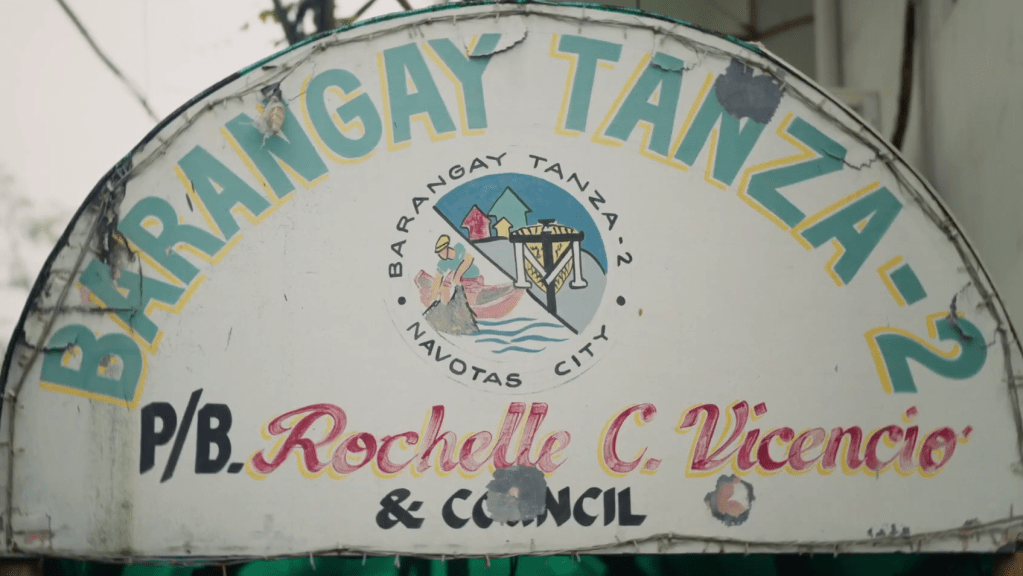 BARANGAY TANZA-2
BARANGAY TANZA-2
NAVOTAS CITY
P/B. Rochelle C. Vicencio
& COUNCIL